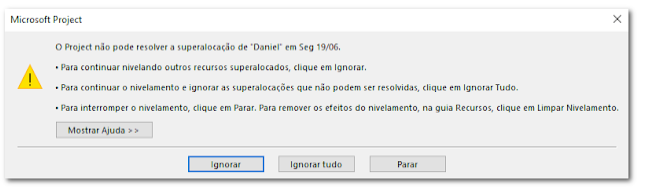 Microsoft Project
O Project não pode resolver a superalocação de "Daniel" em Seg 19/06.
• Para continuar nivelando outros recursos superalocados, clique em Ignorar.
• Para continuar o nivelamento e ignorar as superalocações que não podem ser resolvidas, clique em Ignorar Tudo.
• Para interromper o nivelamento, clique em Parar. Para remover os efeitos do nivelamento, na guia Recursos, clique em Limpar Nivelamento.
Mostrar Ajuda >>
Ignorar Ignorar tudo Parar